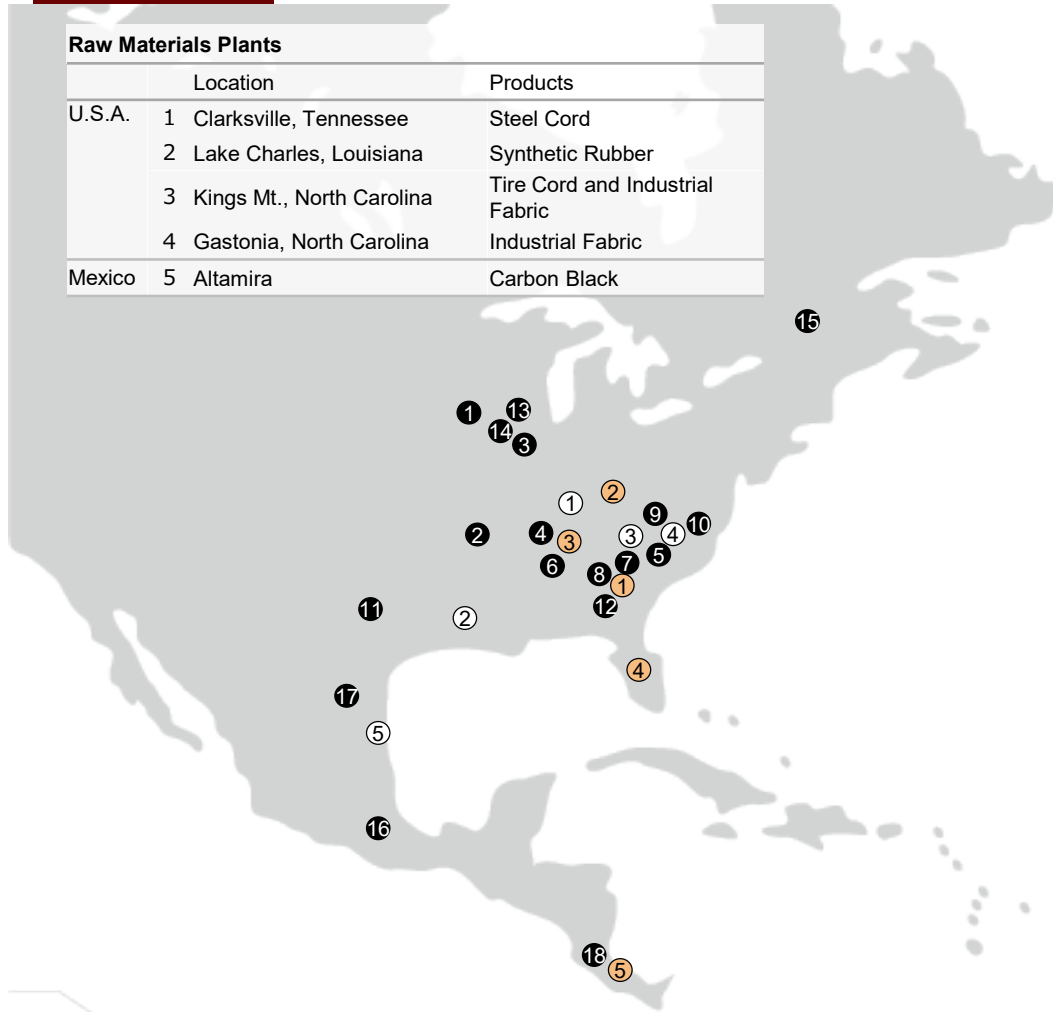 Raw Materials Plants
Location Products
U.S.A. 1 Clarksville, Tennessee Steel Cord
2 Lake Charles, Louisiana Synthetic Rubber
3 Kings Mt., North Carolina Tire Cord and Industrial
Fabric
4 Gastonia, North Carolina Industrial Fabric
Mexico 5 Altamira Carbon Black
15
1 13
14
3
2
1
9
10
2 4 3 3 4
5
6 7
8
1
11 12
2
4
17
5
16
18
5